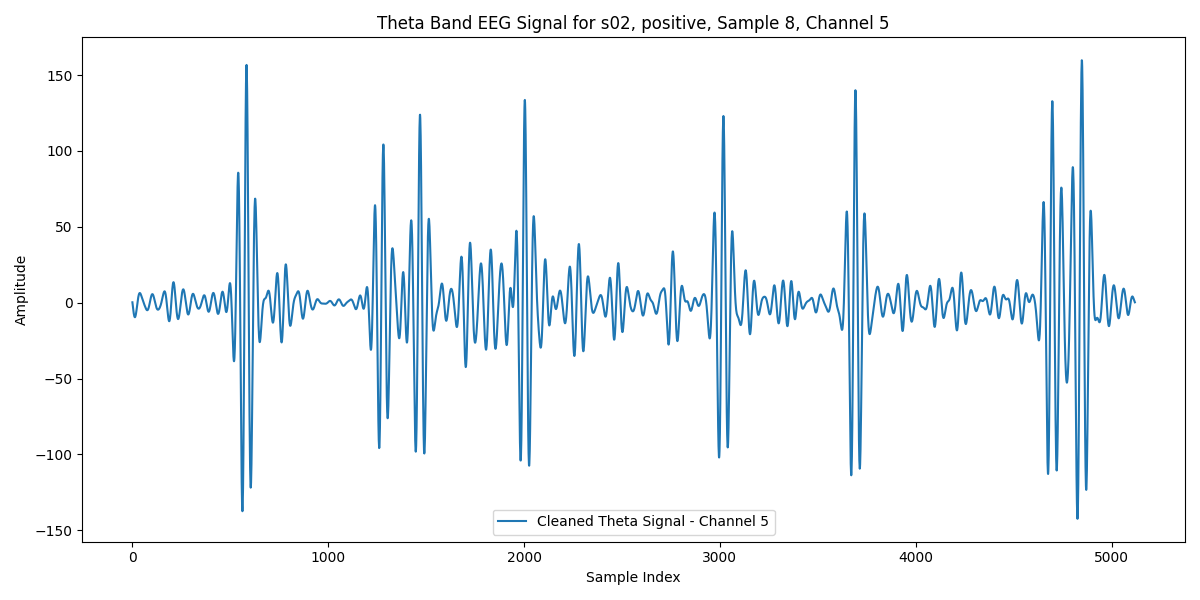 Theta Band EEG Signal for s02, positive, Sample 8, Channel 5
Amplitude
150
100
50
0
−50
−100
−150
Cleaned Theta Signal - Channel 5
0 1000 2000 3000 4000 5000
Sample Index